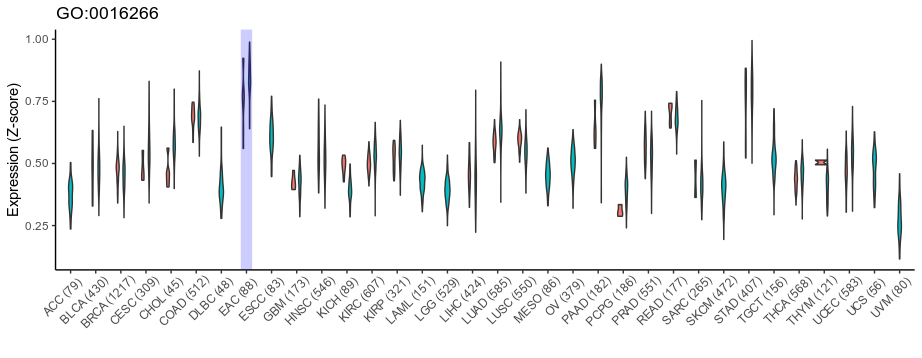 GO:0016266
Expression (Z-score)
1.00
0.75
0.50
0.25
ACC (79)
BLCA (430)
BRCA (1217)
CESC (309)
CHOL (45)
COAD (512)
DLBC (48)
EAC (88)
ESCC (83)
GBM (173)
HNSC (546)
KICH (89)
KIRC (607)
KIRP (321)
LAML (151)
LGG (529)
LIHC (424)
LUAD (585)
LUSC (550)
MESO (86)
OV (379)
PAAD (182)
PCPG (186)
PRAD (551)
READ (177)
SARC (265)
SKCM (472)
STAD (407)
TGCT (156)
THCA (568)
THYM (121)
UCEC (583)
UCS (56)
UVM (80)